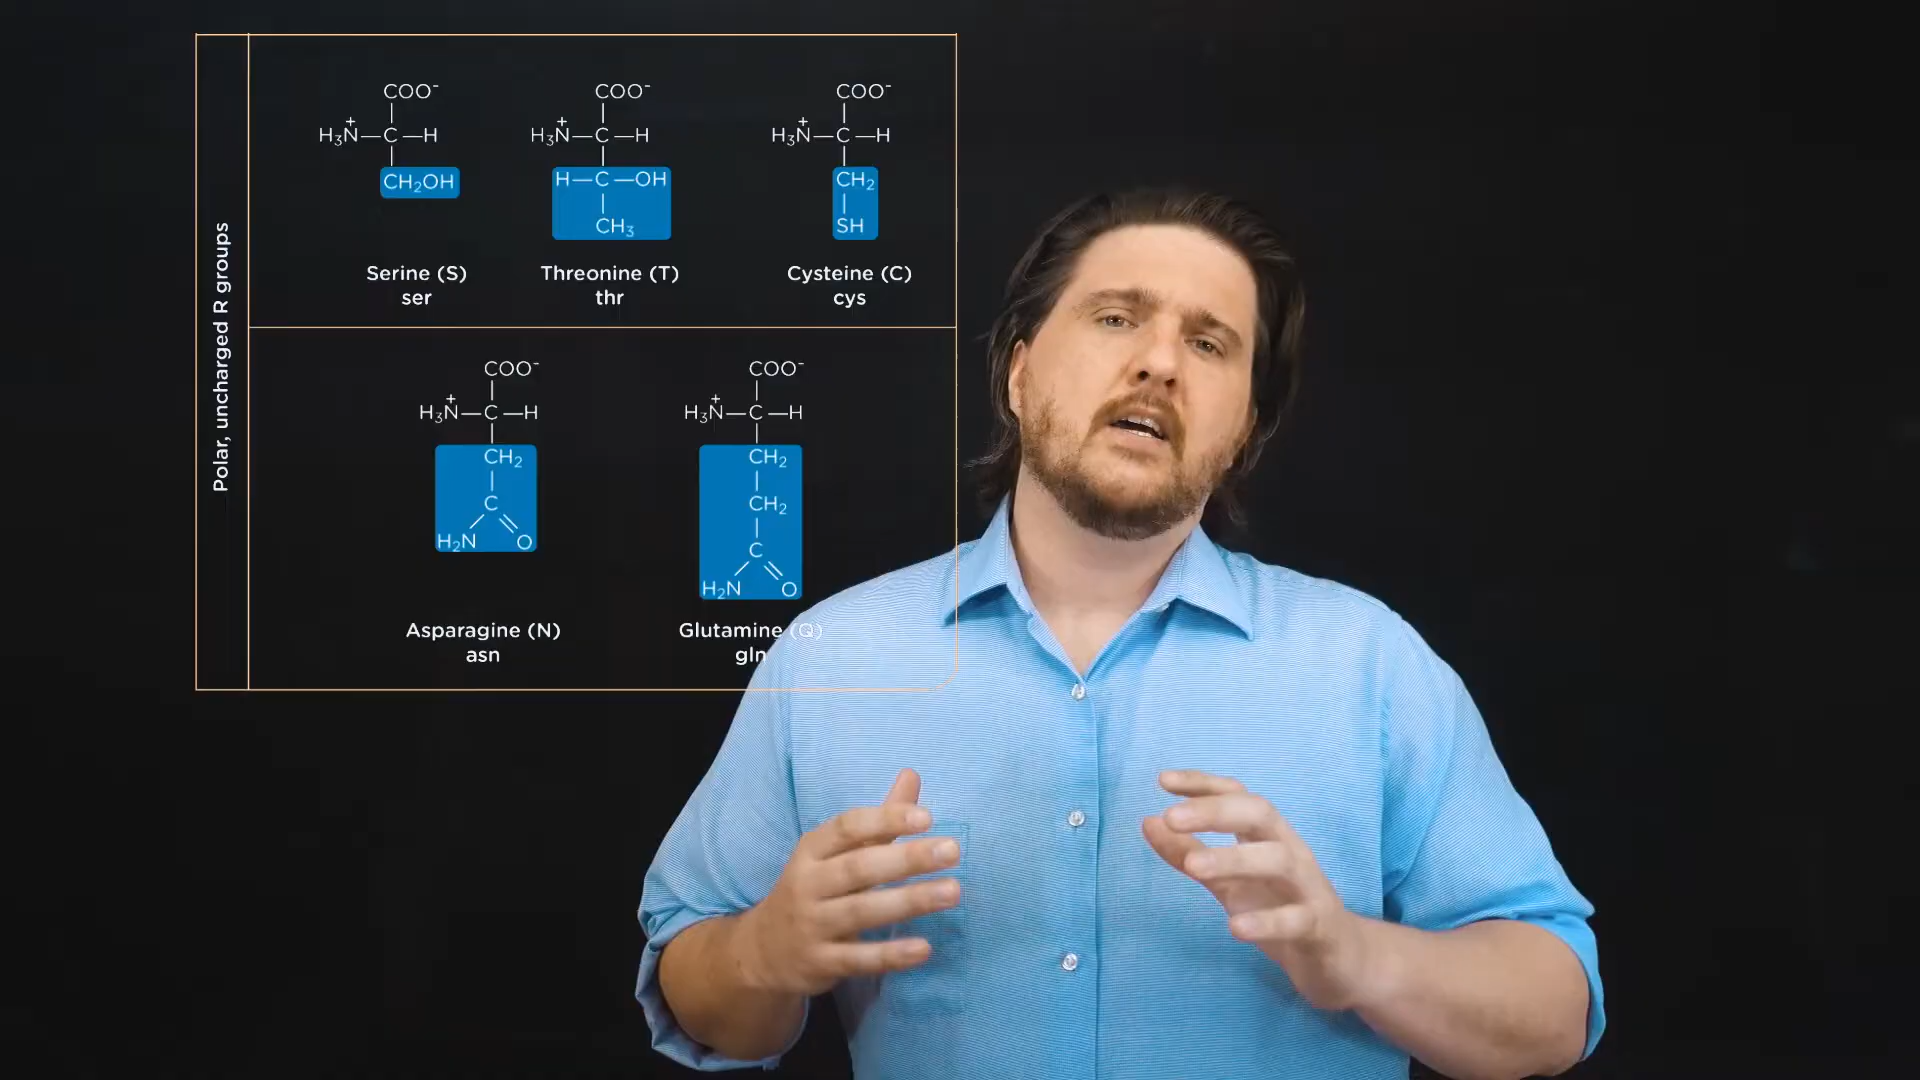 Polar, uncharged R groups
COO⁻
H₃N⁺—C—H
CH₂OH
Serine (S)
ser
COO⁻
H₃N⁺—C—H
H—C—OH
CH₃
Threonine (T)
thr
COO⁻
H₃N⁺—C—H
CH₂
SH
Cysteine (C)
cys
COO⁻
H₃N⁺—C—H
CH₂
C
H₂N O
Asparagine (N)
asn
COO⁻
H₃N⁺—C—H
CH₂
CH₂
C
H₂N O
Glutamine (Q)
gln